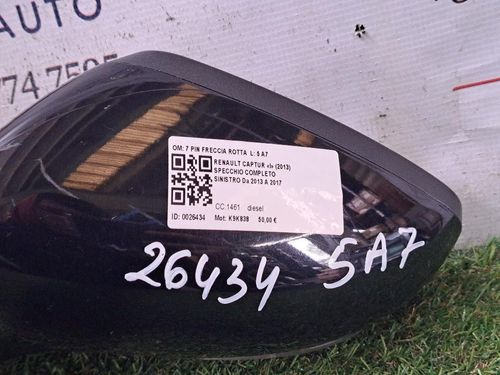 AUTO
74.7505
OM: 7 PIN FRECCIA ROTTA L: 5 A7
RENAULT CAPTUR «I» (2013)
SPECCHIO COMPLETO
SINISTRO Da 2013 A 2017
CC:1461 diesel
ID: 0026434 Mot: K9K838 50,00 €
26434 5A7